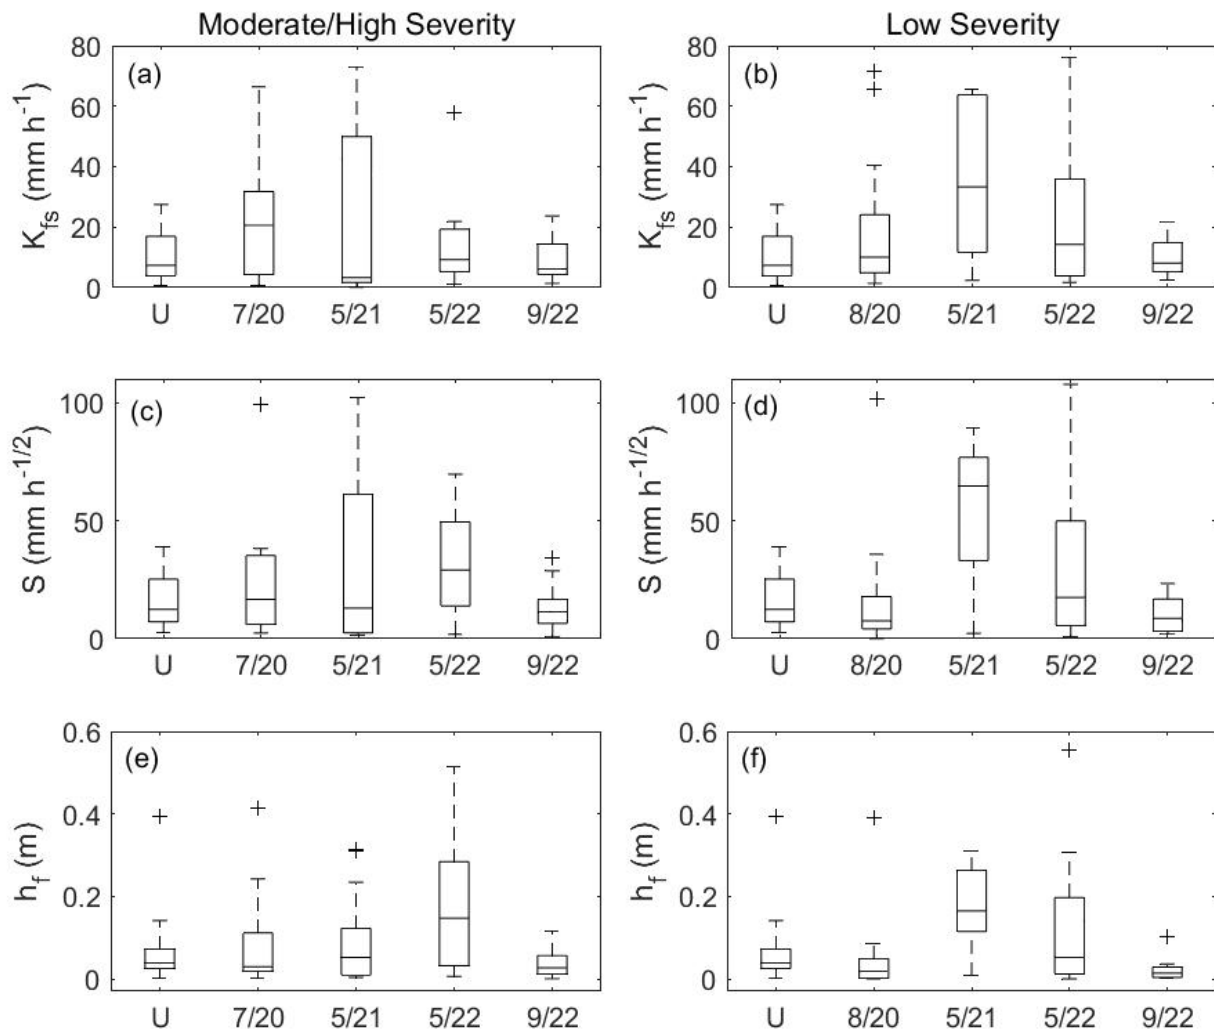 Moderate/High Severity
Low Severity
(a)
K_fs (mm h^-1)
80
60
40
20
0
U 7/20 5/21 5/22 9/22
(b)
K_fs (mm h^-1)
80
60
40
20
0
U 8/20 5/21 5/22 9/22
(c)
S (mm h^-1/2)
100
50
0
U 7/20 5/21 5/22 9/22
(d)
S (mm h^-1/2)
100
50
0
U 8/20 5/21 5/22 9/22
(e)
h_f (m)
0.6
0.4
0.2
0
U 7/20 5/21 5/22 9/22
(f)
h_f (m)
0.6
0.4
0.2
0
U 8/20 5/21 5/22 9/22